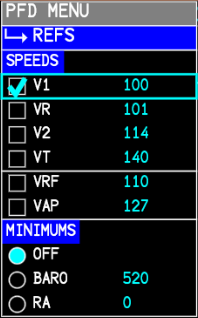 PFD MENU
REFS
SPEEDS
V1 100
VR 101
V2 114
VT 140
VRF 110
VAP 127
MINIMUMS
OFF
BARO 520
RA 0